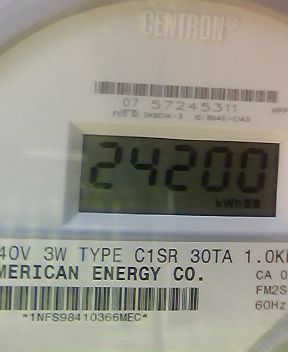 CENTRON®
07 57245311
24200
kWh
40V 3W TYPE C1SR 30TA 1.0K
MERICAN ENERGY CO.
CA 0
FM2S
60Hz
*1NFS98410366MEC*